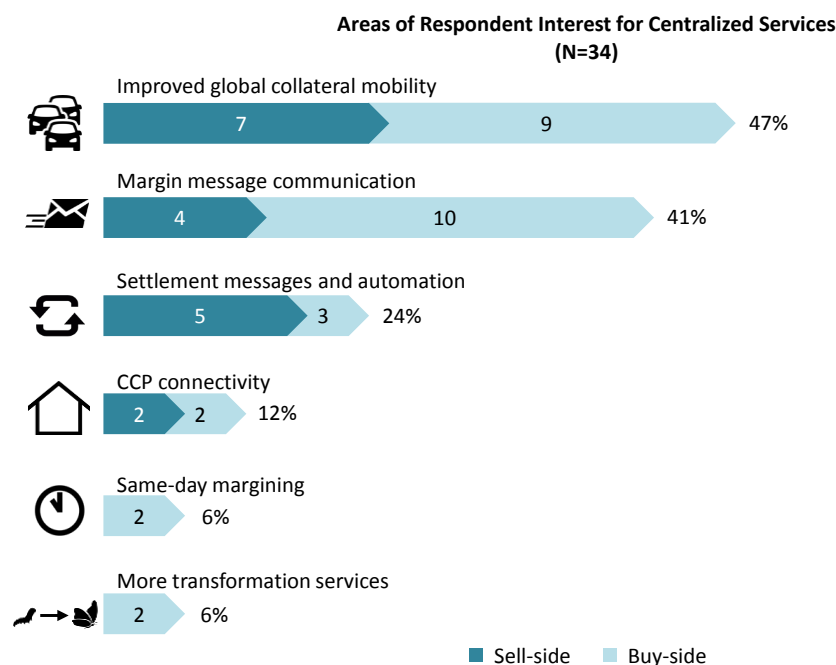 Areas of Respondent Interest for Centralized Services
(N=34)
Improved global collateral mobility
7 9 47%
Margin message communication
4 10 41%
Settlement messages and automation
5 3 24%
CCP connectivity
2 2 12%
Same-day margining
2 6%
More transformation services
2 6%
Sell-side Buy-side